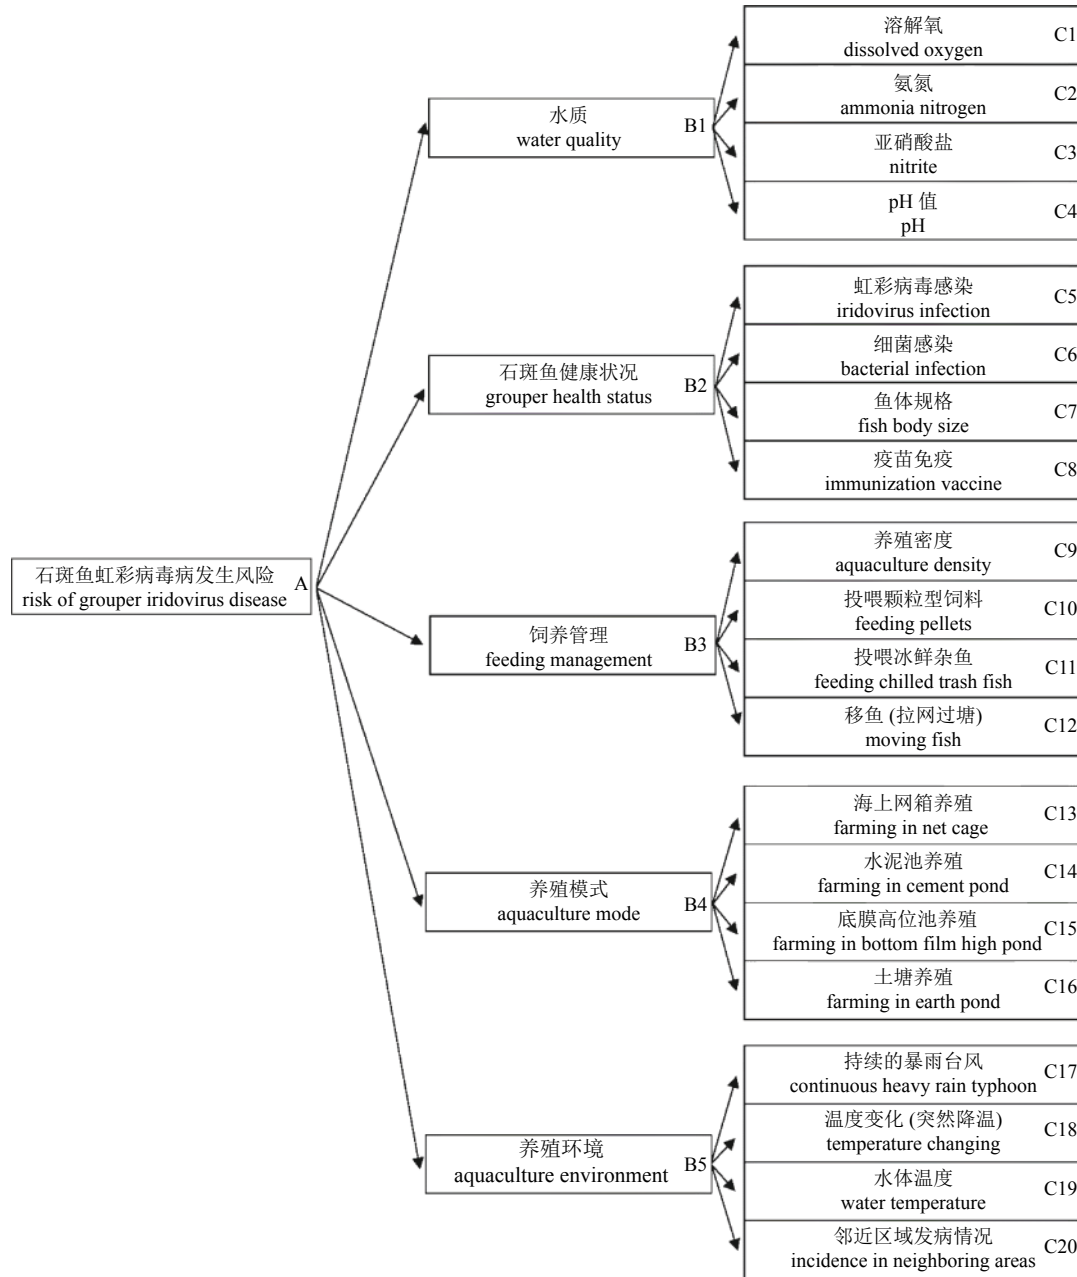 溶解氧
dissolved oxygen
C1
氨氮
ammonia nitrogen
C2
亚硝酸盐
nitrite
C3
pH 值
pH
C4
水质
water quality
B1
虹彩病毒感染
iridovirus infection
C5
细菌感染
bacterial infection
C6
鱼体规格
fish body size
C7
疫苗免疫
immunization vaccine
C8
石斑鱼健康状况
grouper health status
B2
养殖密度
aquaculture density
C9
投喂颗粒型饲料
feeding pellets
C10
投喂冰鲜杂鱼
feeding chilled trash fish
C11
移鱼 (拉网过塘)
moving fish
C12
石斑鱼虹彩病毒病发生风险
risk of grouper iridovirus disease
A
饲养管理
feeding management
B3
海上网箱养殖
farming in net cage
C13
水泥池养殖
farming in cement pond
C14
底膜高位池养殖
farming in bottom film high pond
C15
土塘养殖
farming in earth pond
C16
养殖模式
aquaculture mode
B4
持续的暴雨台风
continuous heavy rain typhoon
C17
温度变化 (突然降温)
temperature changing
C18
水体温度
water temperature
C19
邻近区域发病情况
incidence in neighboring areas
C20
养殖环境
aquaculture environment
B5